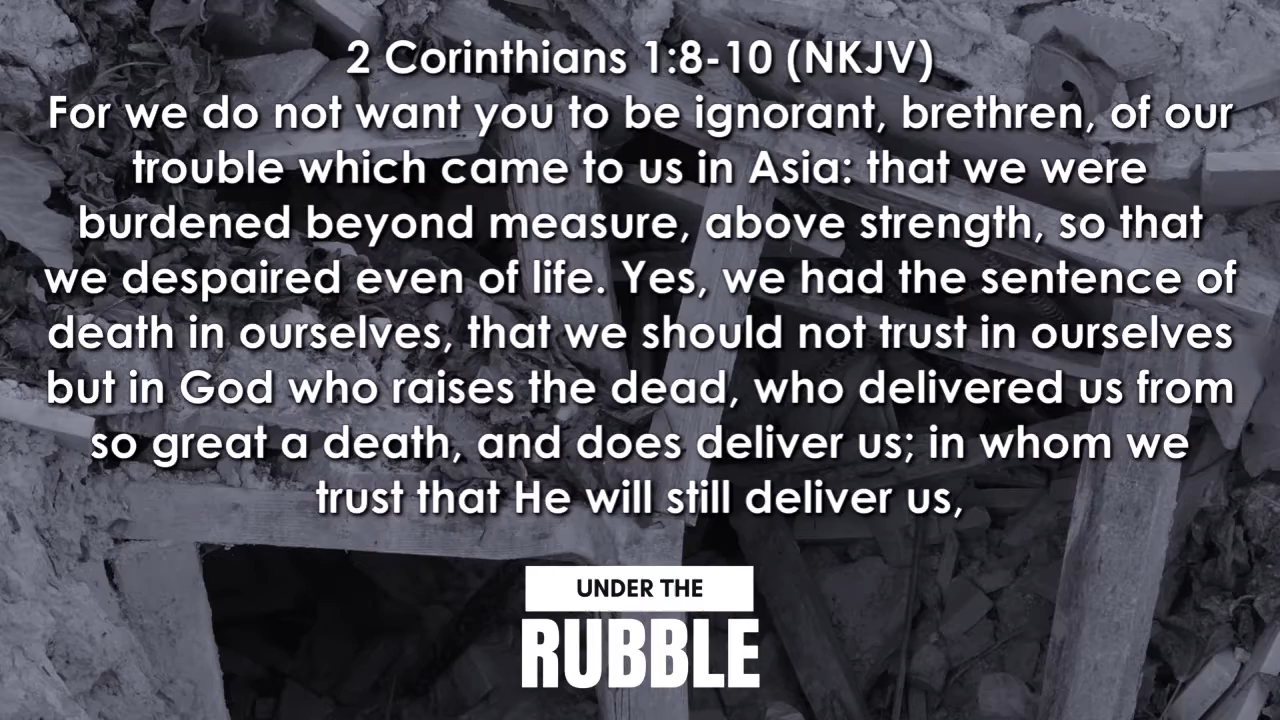 2 Corinthians 1:8-10 (NKJV)
For we do not want you to be ignorant, brethren, of our
trouble which came to us in Asia: that we were
burdened beyond measure, above strength, so that
we despaired even of life. Yes, we had the sentence of
death in ourselves, that we should not trust in ourselves
but in God who raises the dead, who delivered us from
so great a death, and does deliver us; in whom we
trust that He will still deliver us,
UNDER THE
RUBBLE